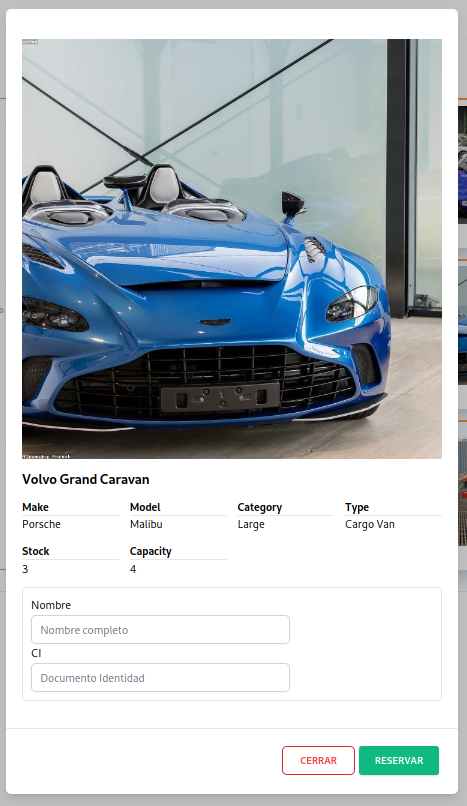 Volvo Grand Caravan
Make Model Category Type
Porsche Malibu Large Cargo Van
Stock Capacity
3 4
Nombre
Nombre completo
CI
Documento Identidad
CERRAR RESERVAR